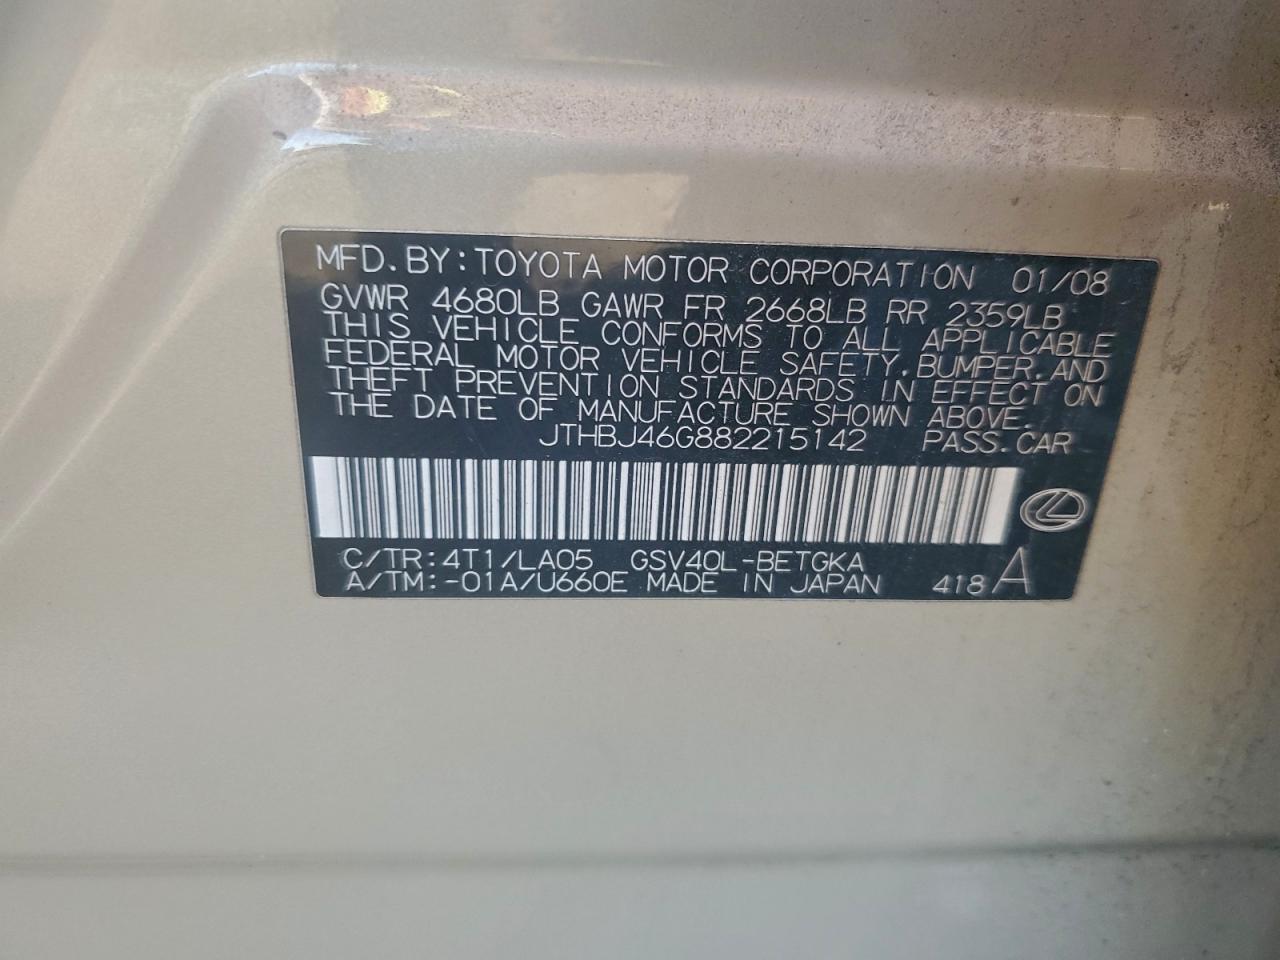 MFD. BY: TOYOTA MOTOR CORPORATION 01/08
GVWR 4680LB GAWR FR 2668LB RR 2359LB
THIS VEHICLE CONFORMS TO ALL APPLICABLE
FEDERAL MOTOR VEHICLE SAFETY, BUMPER, AND
THEFT PREVENTION STANDARDS IN EFFECT ON
THE DATE OF MANUFACTURE SHOWN ABOVE.
JTHBJ46G882215142 PASS. CAR
C/TR: 4T1/LA05 GSV40L-BETGKA
A/TM: -01A/U660E MADE IN JAPAN 418 A